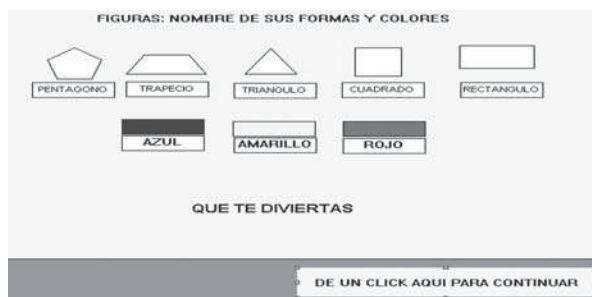 FIGURAS: NOMBRE DE SUS FORMAS Y COLORES
PENTAGONO TRAPECIO TRIANGULO CUADRADO RECTANGULO
AZUL AMARILLO ROJO
QUE TE DIVIERTAS
DE UN CLICK AQUI PARA CONTINUAR